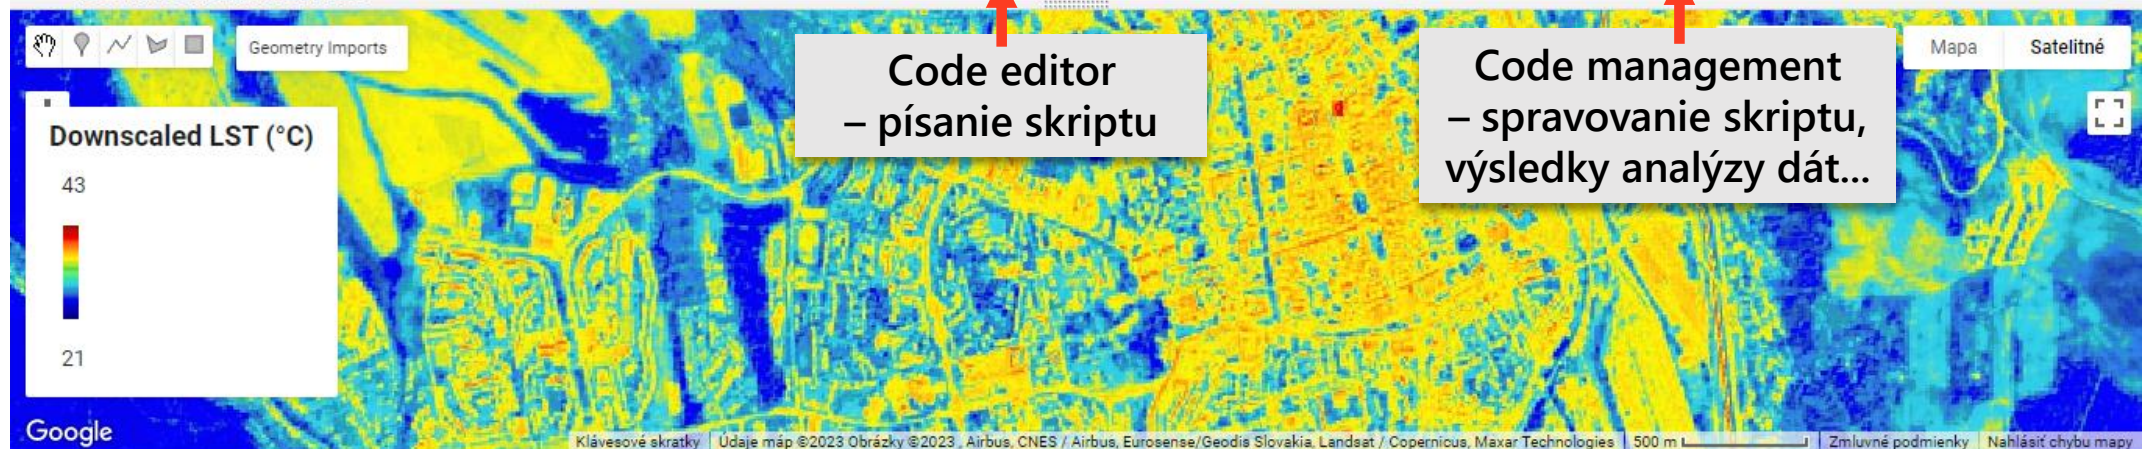 Geometry Imports
Code editor
– písanie skriptu
Code management
– spravovanie skriptu,
výsledky analýzy dát...
Mapa
Satelitné
Downscaled LST (°C)
43
21
Google
Klávesové skratky
Údaje máp ©2023 Obrázky ©2023 , Airbus, CNES / Airbus, Eurosense/Geodis Slovakia, Landsat / Copernicus, Maxar Technologies
500 m
Zmluvné podmienky
Nahlásiť chybu mapy